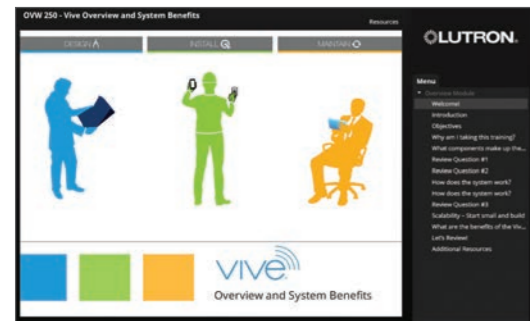 OVW 250 - Vive Overview and System Benefits
Resources
DESIGN
INSTALL
MAINTAIN
vive
Overview and System Benefits
LUTRON.
Menu
Overview Module
Welcome!
Introduction
Objectives
Why am I taking this training?
What components make up the...
Review Question #1
Review Question #2
How does the system work?
How does the system work?
Review Question #3
Scalability – Start small and build
What are the benefits of the Viv...
Let's Review!
Additional Resources